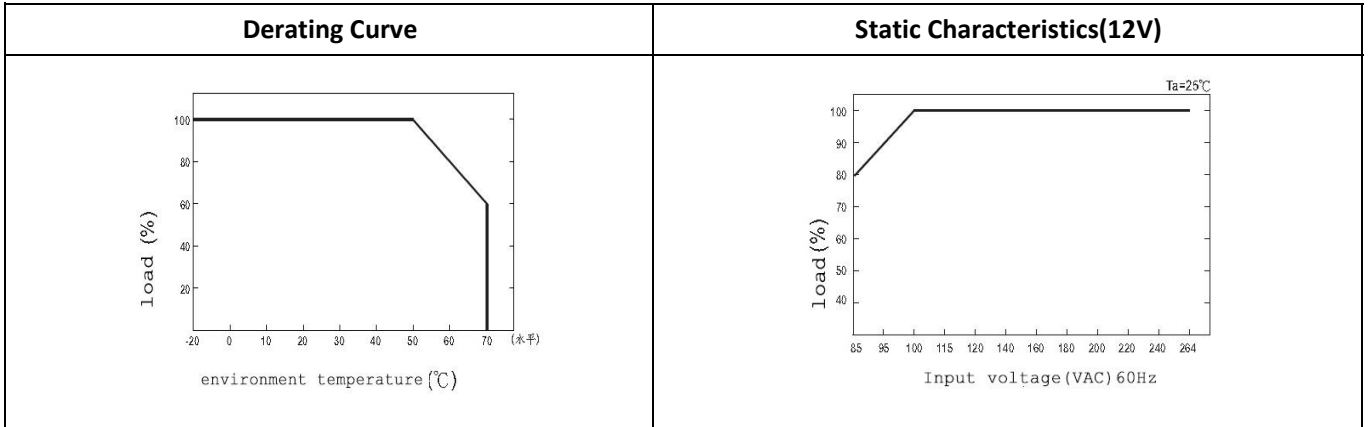 Derating Curve
Static Characteristics(12V)
100
80
60
40
20
load (%)
-20 0 10 20 30 40 50 60 70 (水平)
environment temperature(℃)
Ta=25℃
100
90
80
70
60
50
40
load(%)
85 95 100 115 120 140 160 180 200 220 240 264
Input voltage(VAC)60Hz